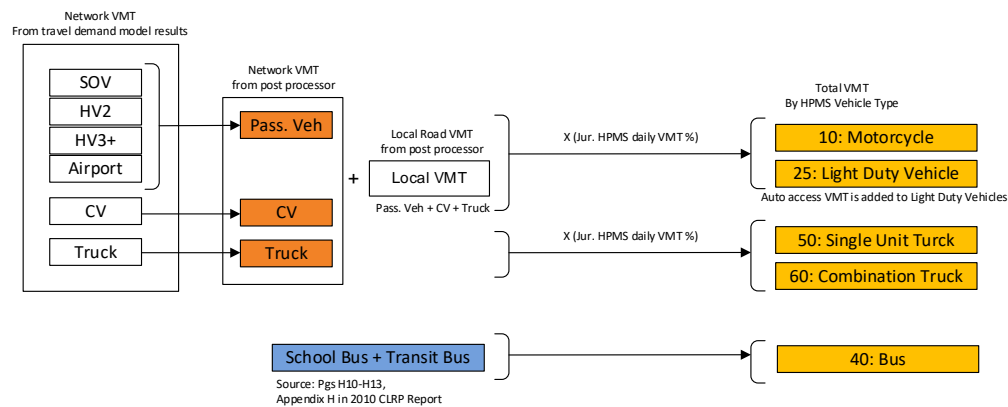 Network VMT
From travel demand model results
SOV
HV2
HV3+
Airport
CV
Truck
Network VMT
from post processor
Pass. Veh
CV
Truck
+
Local Road VMT
from post processor
Local VMT
Pass. Veh + CV + Truck
X (Jur. HPMS daily VMT %)
X (Jur. HPMS daily VMT %)
Total VMT
By HPMS Vehicle Type
10: Motorcycle
25: Light Duty Vehicle
Auto access VMT is added to Light Duty Vehicles
50: Single Unit Turck
60: Combination Truck
School Bus + Transit Bus
Source: Pgs H10-H13,
Appendix H in 2010 CLRP Report
40: Bus